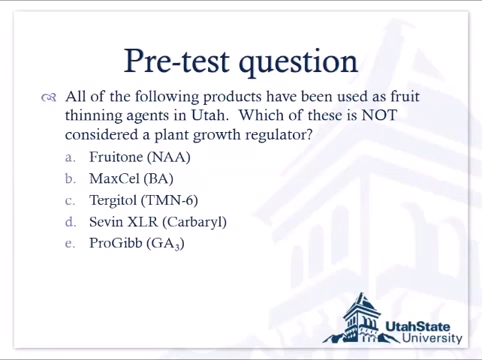 Pre-test question
All of the following products have been used as fruit
thinning agents in Utah. Which of these is NOT
considered a plant growth regulator?
a. Fruitone (NAA)
b. MaxCel (BA)
c. Tergitol (TMN-6)
d. Sevin XLR (Carbaryl)
e. ProGibb (GA₃)
UtahState
University